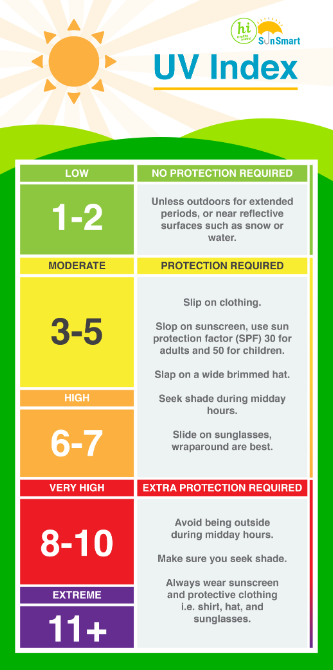 hi
SunSmart
UV Index
LOW
NO PROTECTION REQUIRED
1-2
Unless outdoors for extended
periods, or near reflective
surfaces such as snow or
water.
MODERATE
PROTECTION REQUIRED
3-5
Slip on clothing.
Slop on sunscreen, use sun
protection factor (SPF) 30 for
adults and 50 for children.
Slap on a wide brimmed hat.
HIGH
Seek shade during midday
hours.
6-7
Slide on sunglasses,
wraparound are best.
VERY HIGH
EXTRA PROTECTION REQUIRED
8-10
Avoid being outside
during midday hours.
Make sure you seek shade.
EXTREME
Always wear sunscreen
and protective clothing
i.e. shirt, hat, and
sunglasses.
11+